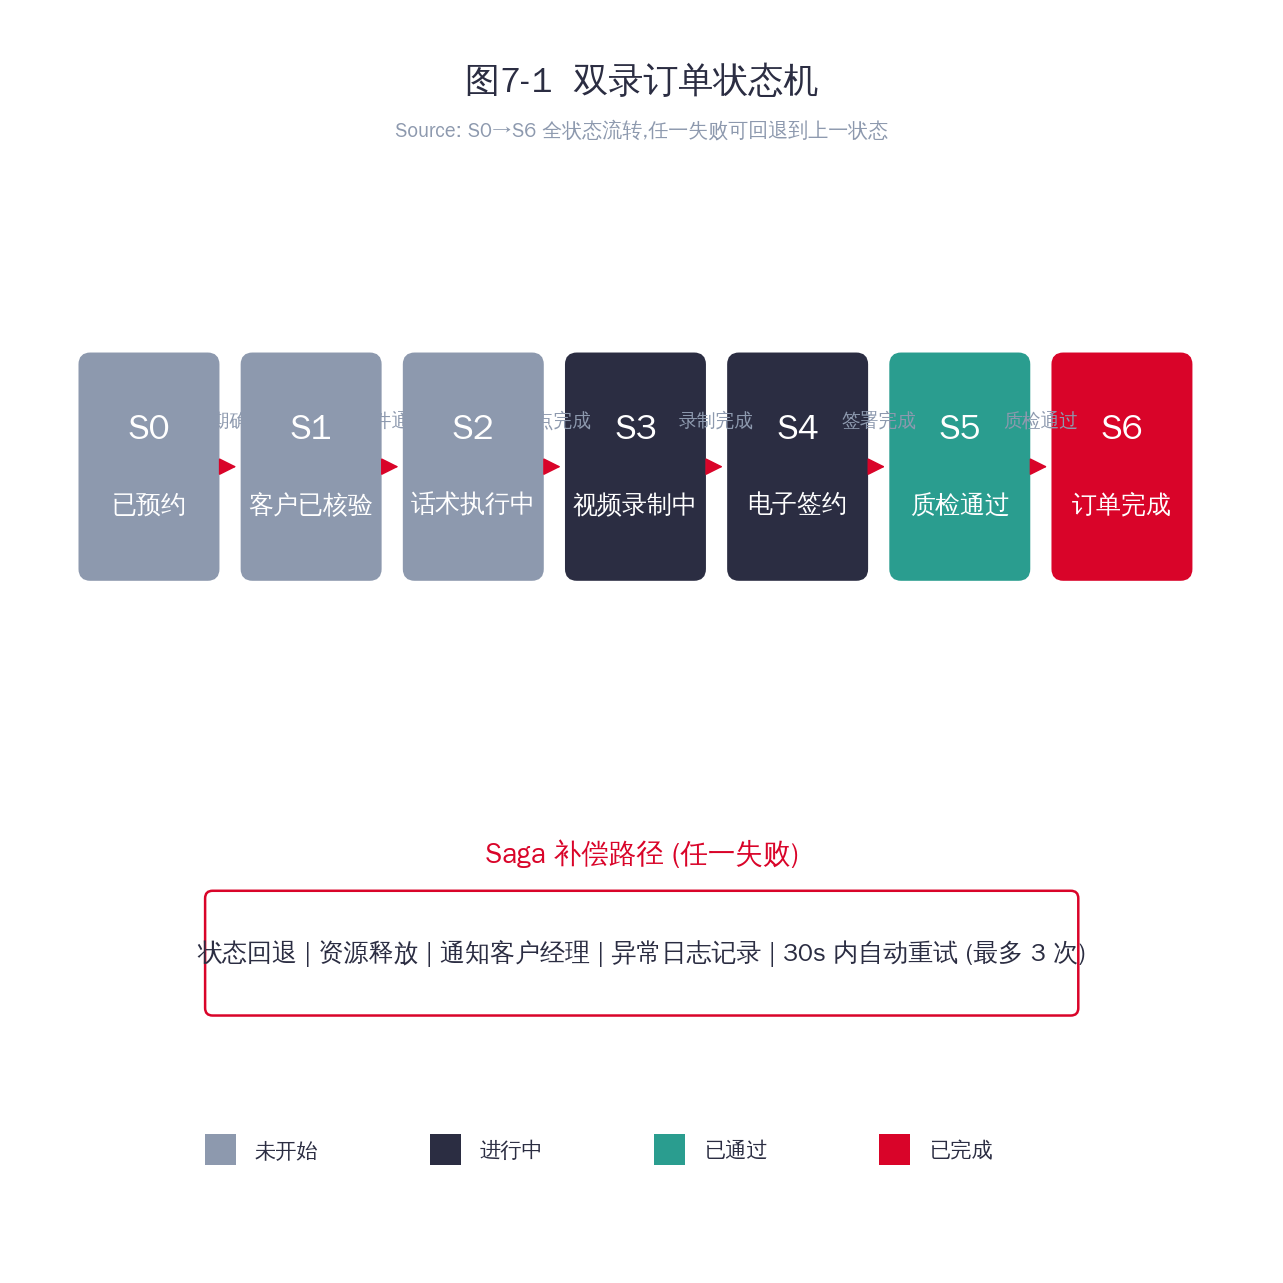 图7-1 双录订单状态机
Source: S0→S6 全状态流转,任一失败可回退到上一状态
S0
S1
S2
点完成
S3
录制完成
S4
签署完成
S5
质检通过
S6
已预约
客户已核验
话术执行中
视频录制中
电子签约
质检通过
订单完成
Saga 补偿路径 (任一失败)
状态回退 | 资源释放 | 通知客户经理 | 异常日志记录 | 30s 内自动重试 (最多 3 次)
未开始
进行中
已通过
已完成